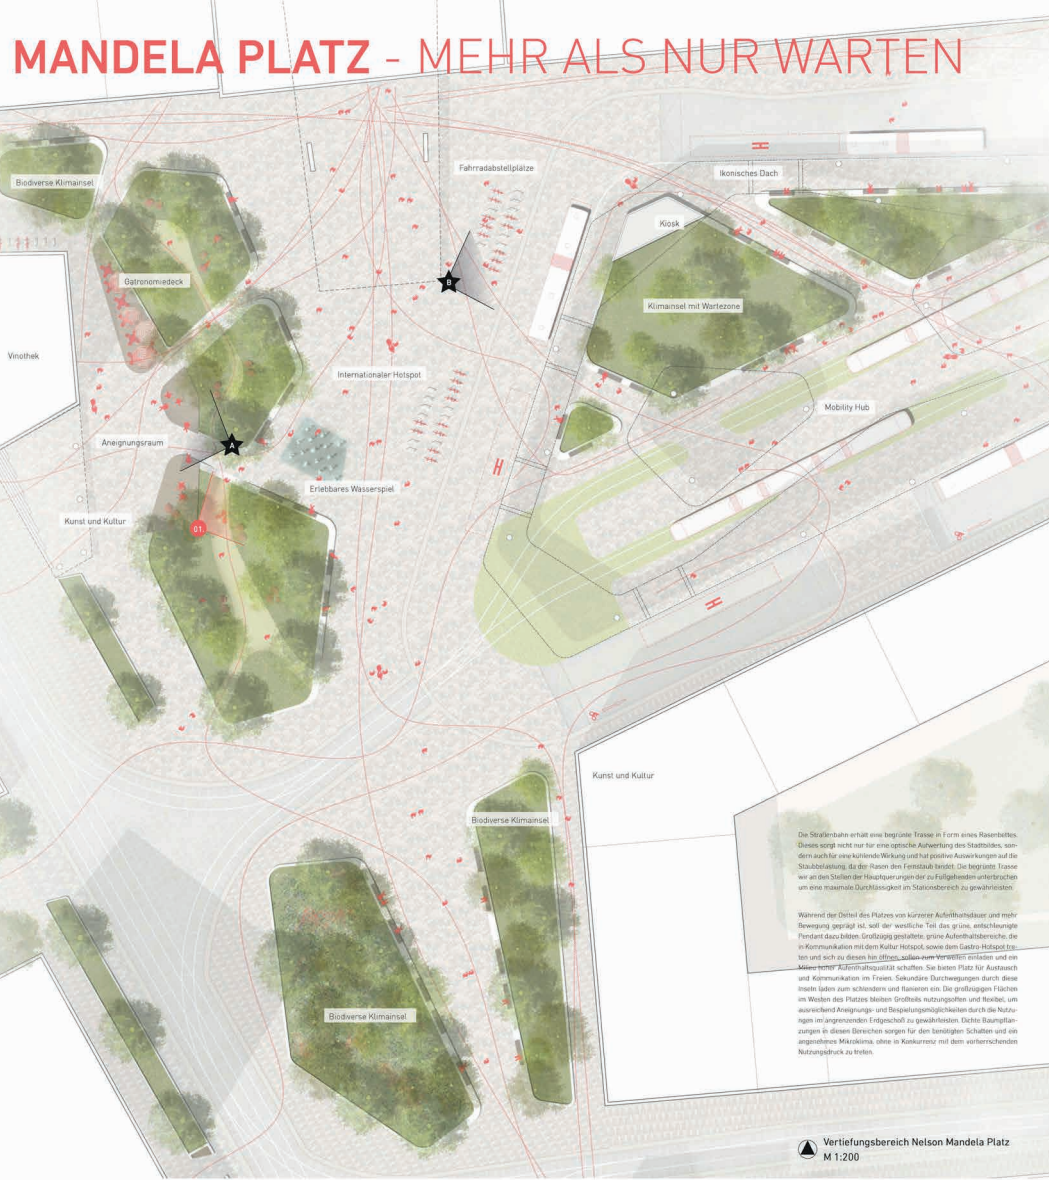 MANDELA PLATZ - MEHR ALS NUR WARTEN
Fahrradabstellplätze
Ikonisches Dach
Biodiverse Klimainsel
Kiosk
Gatronomiedeck
B
Klimainsel mit Wartezone
Vinothek
Internationaler Hotspot
Mobility Hub
Aneignungsraum
A
H
Erlebbares Wasserspiel
Kunst und Kultur
01
H
H
Kunst und Kultur
Biodiverse Klimainsel
Biodiverse Klimainsel
Die Straßenbahn erhält eine begrünte Trasse in Form eines Rasenbettes.
Dieses sorgt nicht nur für eine optische Aufwertung des Stadtbildes, son-
dern auch für eine kühlende Wirkung und hat positive Auswirkungen auf die
Staubbelastung, da der Rasen den Feinstaub bindet. Die begrünte Trasse
wir an den Stellen der Hauptquerungen der zu Fußgehenden unterbrochen
um eine maximale Durchlässigkeit im Stationsbereich zu gewährleisten.
Während der Ostteil des Platzes von kürzerer Aufenthaltsdauer und mehr
Bewegung geprägt ist, soll der westliche Teil das grüne, entschleunigte
Pendant dazu bilden. Großzügig gestaltete, grüne Aufenthaltsbereiche, die
in Kommunikation mit dem Kultur Hotspot, sowie dem Gastro-Hotspot tre-
ten und sich zu diesen hin öffnen, sollen zum Verweilen einladen und ein
Milieu hoher Aufenthaltsqualität schaffen. Sie bieten Platz für Austausch
und Kommunikation im Freien. Sekundäre Durchwegungen durch diese
Inseln laden zum schlendern und flanieren ein. Die großzügigen Flächen
im Westen des Platzes bleiben Großteils nutzungsoffen und flexibel, um
ausreichend Aneignungs- und Bespielungsmöglichkeiten durch die Nutzu-
ngen im angrenzenden Erdgeschoß zu gewährleisten. Dichte Baumpflan-
zungen in diesen Bereichen sorgen für den benötigten Schatten und ein
angenehmes Mikroklima, ohne in Konkurrenz mit dem vorherrschenden
Nutzungsdruck zu treten.
Vertiefungsbereich Nelson Mandela Platz
M 1:200